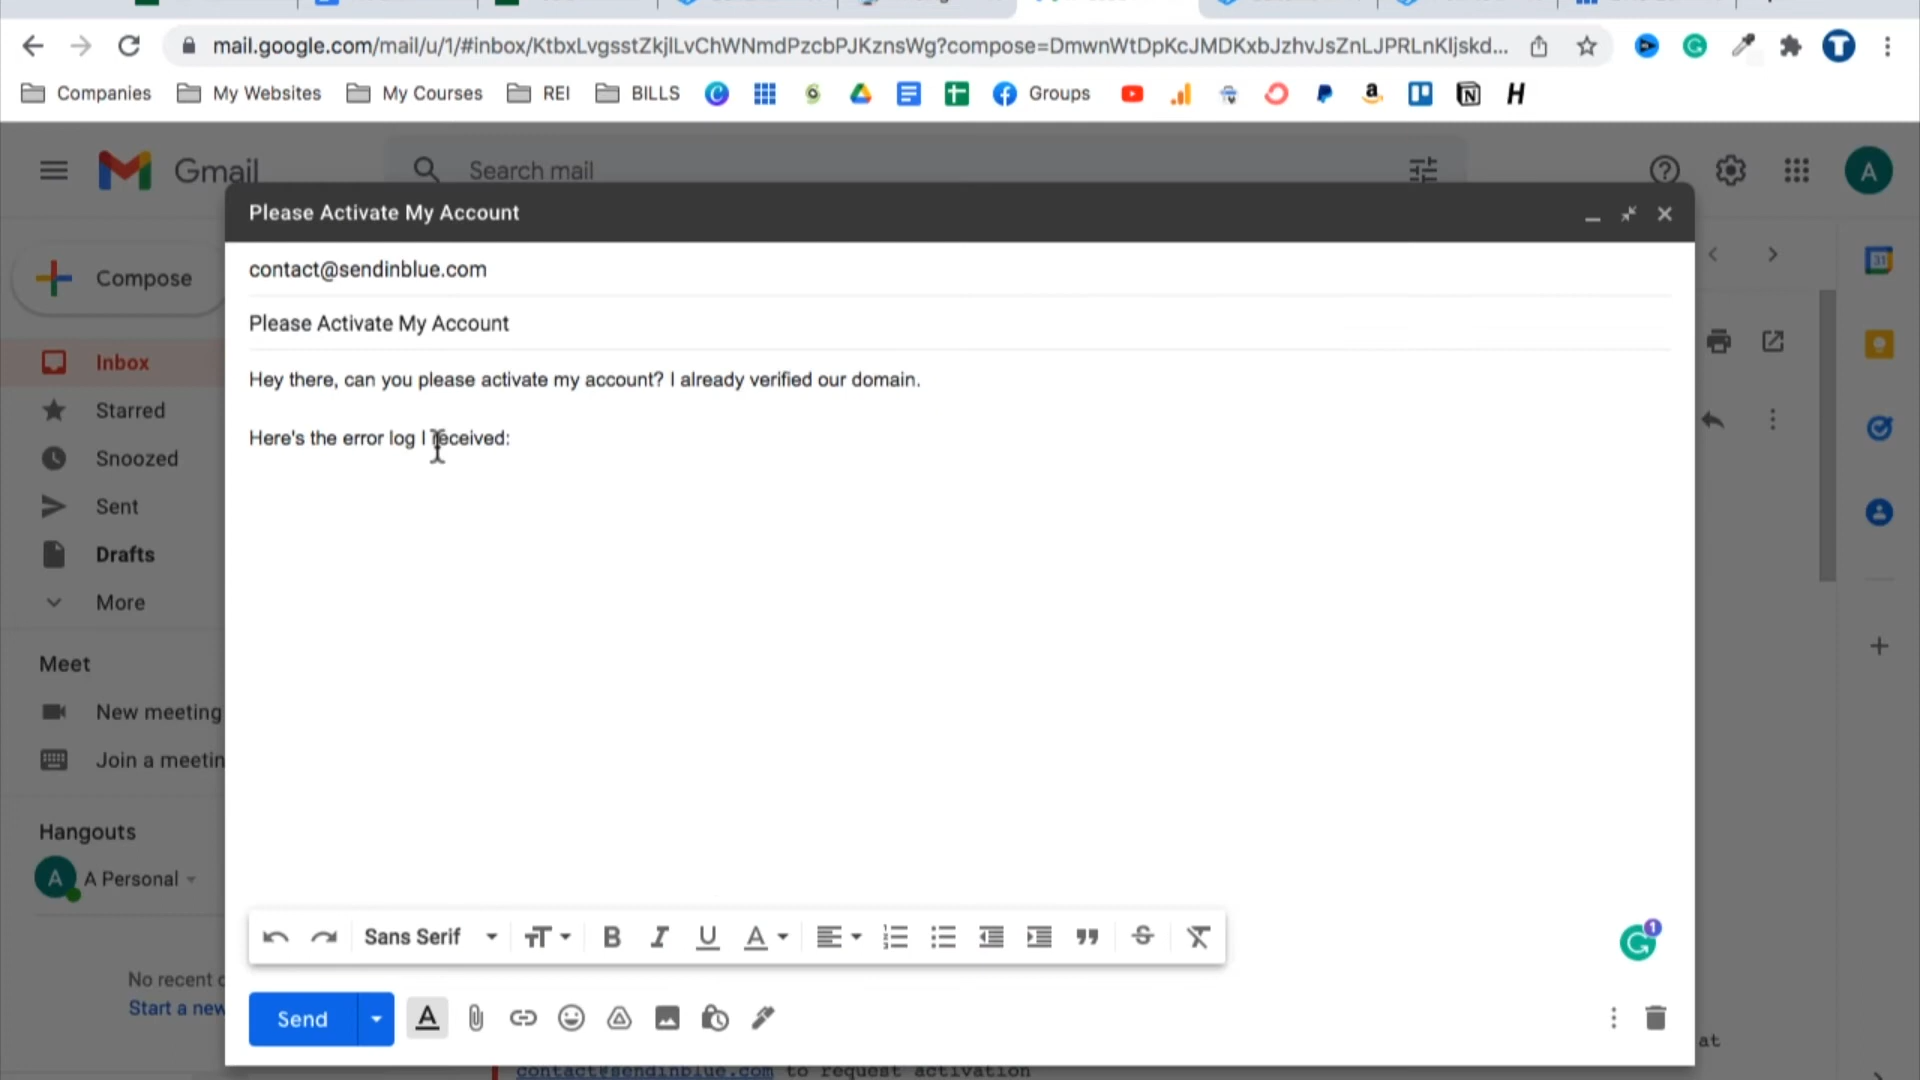 mail.google.com/mail/u/1/#inbox/KtbxLvgsstZkjlLvChWNmdPzcbPJKznsWg?compose=DmwnWtDpKcJMDKxbJzhvJsZnLJPRLnKljskd...
Companies My Websites My Courses REI BILLS Groups
Gmail
Search mail
A
Please Activate My Account
contact@sendinblue.com
Please Activate My Account
Hey there, can you please activate my account? I already verified our domain.
Here's the error log I received:
Compose
Inbox
Starred
Snoozed
Sent
Drafts
More
Meet
New meeting
Join a meetin
Hangouts
A A Personal
No recent c
Start a new
31
Sans Serif
1
Send
at
contact@sendinblue.com to request activation